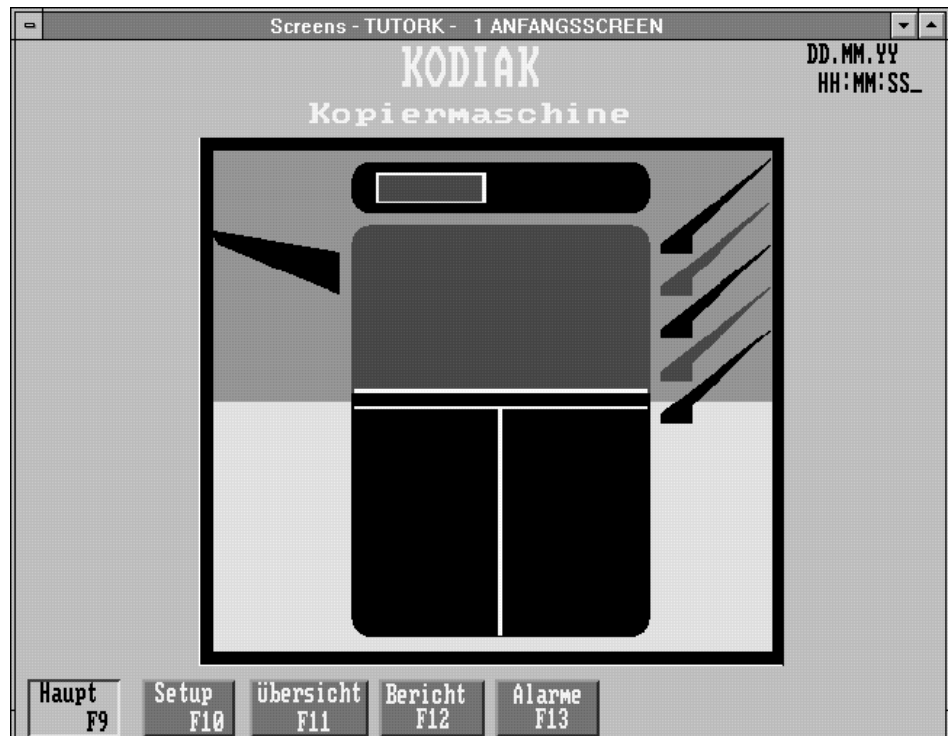 Screens - TUTORK - 1 ANFANGSSCREEN
KODIAK
DD.MM.YY
HH:MM:SS_
Kopiermaschine
Haupt F9
Setup F10
Übersicht F11
Bericht F12
Alarme F13